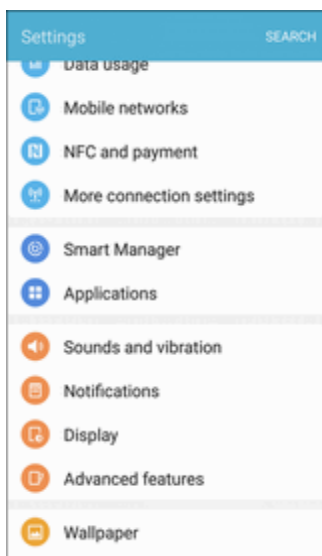 Settings
SEARCH
Data usage
Mobile networks
NFC and payment
More connection settings
Smart Manager
Applications
Sounds and vibration
Notifications
Display
Advanced features
Wallpaper